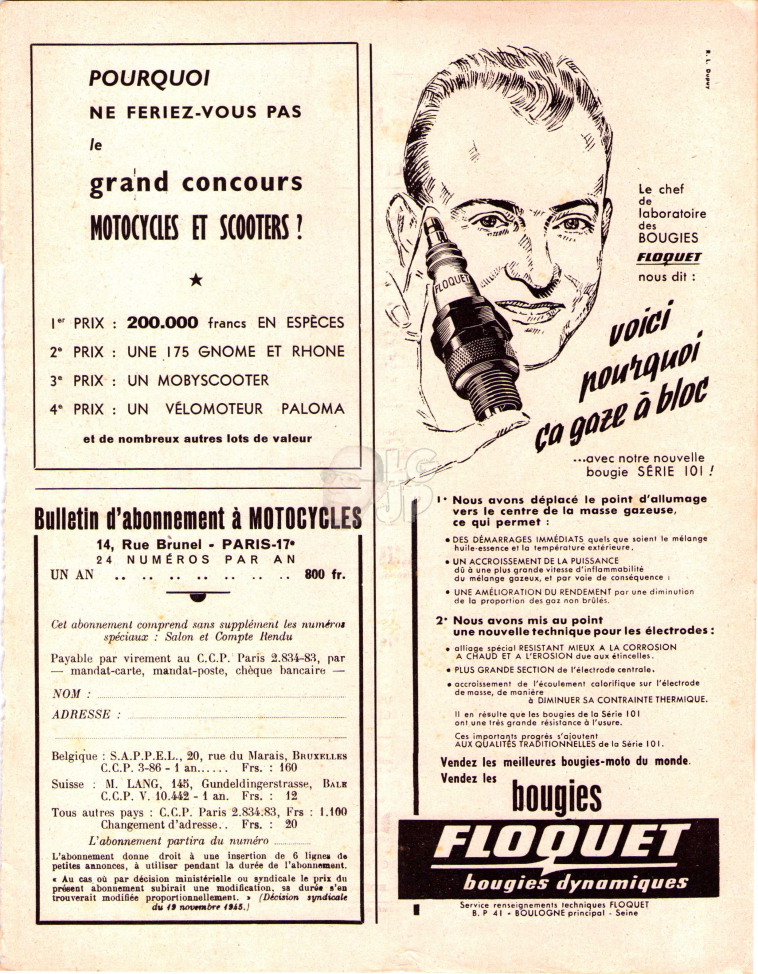 POURQUOI
NE FERIEZ-VOUS PAS
le
grand concours
MOTOCYCLES ET SCOOTERS ?
★
1er PRIX : 200.000 francs EN ESPÈCES
2e PRIX : UNE 175 GNOME ET RHONE
3e PRIX : UN MOBYSCOOTER
4e PRIX : UN VÉLOMOTEUR PALOMA
et de nombreux autres lots de valeur
Bulletin d'abonnement à MOTOCYCLES
14, Rue Brunel - PARIS-17e
24 NUMÉROS PAR AN
UN AN .. .. .. .. .. .. .. 800 fr.
Cet abonnement comprend sans supplément les numéros
spéciaux : Salon et Compte Rendu
Payable par virement au C.C.P. Paris 2.834-83, par
— mandat-carte, mandat-poste, chèque bancaire —
NOM :
ADRESSE :
Belgique : S.A.P.P.E.L., 20, rue du Marais, BRUXELLES
C.C.P. 3-86 - 1 an...... Frs. : 160
Suisse : M. LANG, 145, Gundeldingerstrasse, BALE
C.C.P. V. 10.442 - 1 an. Frs. : 12
Tous autres pays : C.C.P. Paris 2.834.83, Frs : 1.100
Changement d'adresse.. Frs. : 20
L'abonnement partira du numéro
L'abonnement donne droit à une insertion de 6 lignes de
petites annonces, à utiliser pendant la durée de l'abonnement.
« Au cas où par décision ministérielle ou syndicale le prix du
présent abonnement subirait une modification, sa durée s'en
trouverait modifiée proportionnellement. » (Décision syndicale
du 19 novembre 1945.)
R. L. Dupuy
Le chef
de
laboratoire
des
BOUGIES
FLOQUET
nous dit :
FLOQUET
voici
pourquoi
ça gaze à bloc
...avec notre nouvelle
bougie SÉRIE 101 !
1° Nous avons déplacé le point d'allumage
vers le centre de la masse gazeuse,
ce qui permet :
• DES DÉMARRAGES IMMÉDIATS quels que soient le mélange
huile-essence et la température extérieure,
• UN ACCROISSEMENT DE LA PUISSANCE
dû à une plus grande vitesse d'inflammabilité
du mélange gazeux, et par voie de conséquence :
• UNE AMÉLIORATION DU RENDEMENT par une diminution
de la proportion des gaz non brûlés.
2° Nous avons mis au point
une nouvelle technique pour les électrodes :
• alliage spécial RESISTANT MIEUX A LA CORROSION
A CHAUD ET A L'EROSION due aux étincelles.
• PLUS GRANDE SECTION de l'électrode centrale.
• accroissement de l'écoulement calorifique sur l'électrode
de masse, de manière
à DIMINUER SA CONTRAINTE THERMIQUE.
Il en résulte que les bougies de la Série 101
ont une très grande résistance à l'usure.
Ces importants progrès s'ajoutent
AUX QUALITÉS TRADITIONNELLES de la Série 101.
Vendez les meilleures bougies-moto du monde.
Vendez les
bougies
FLOQUET
bougies dynamiques
Service renseignements techniques FLOQUET
B. P 41 - BOULOGNE principal - Seine